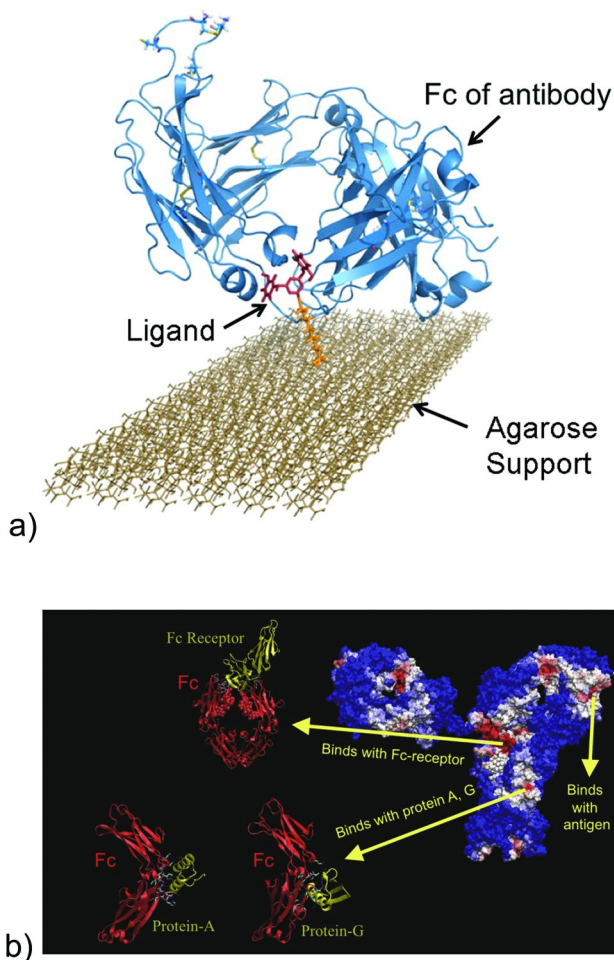 Fc of antibody
Ligand
Agarose
Support
a)
Fc Receptor
Fc
Binds with Fc-receptor
Binds
with
antigen
Binds with protein A, G
Fc
Protein-A
Fc
Protein-G
b)